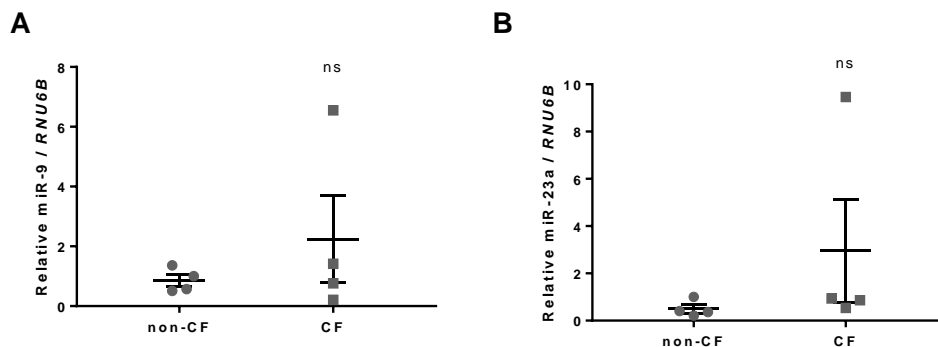 A
B
ns
8
6
4
2
0
Relative miR-9 / RNU6B
non-CF
CF
ns
10
8
6
4
2
0
Relative miR-23a / RNU6B
non-CF
CF